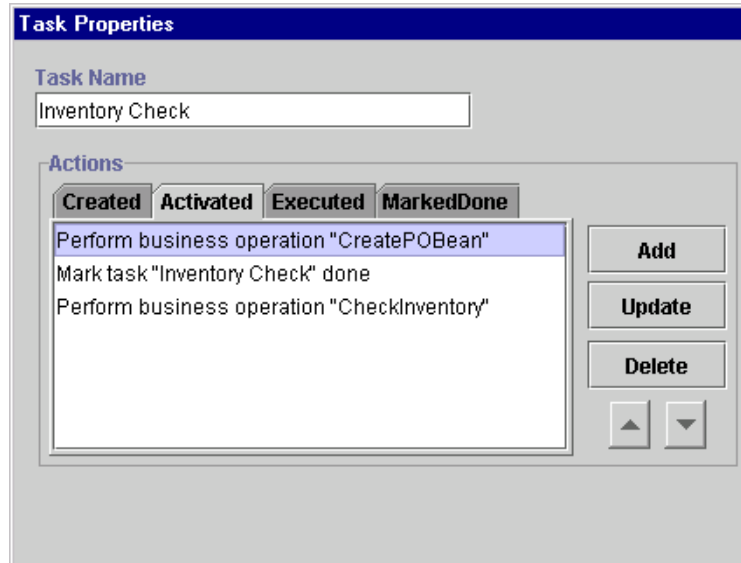 Task Properties
Task Name
Inventory Check
Actions
Created Activated Executed MarkedDone
Perform business operation "CreatePOBean"
Mark task "Inventory Check" done
Perform business operation "CheckInventory"
Add
Update
Delete